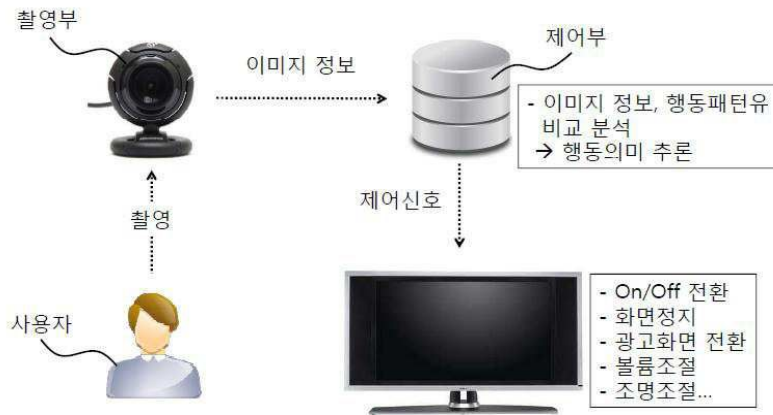 촬영부
이미지 정보
제어부
- 이미지 정보, 행동패턴유
비교 분석
→ 행동의미 추론
제어신호
촬영
사용자
- On/Off 전환
- 화면정지
- 광고화면 전환
- 볼륨조절
- 조명조절...